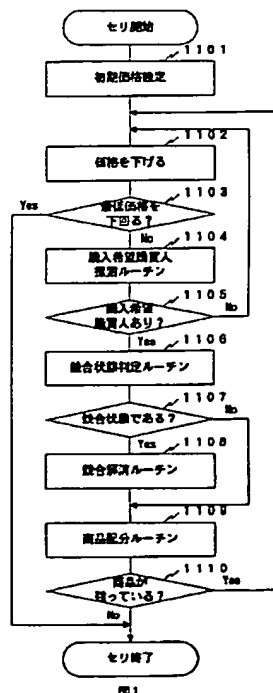 セリ開始
1101
初期価格設定
1102
価格を下げる
1103
Yes
最低価格を
下回る?
No
1104
購入希望購買人
探索ルーチン
1105
購入希望
購買人あり?
No
Yes
1106
競合状態判定ルーチン
1107
競合状態である?
No
Yes
1108
競合解消ルーチン
1109
商品配分ルーチン
1110
商品が
残っている?
Yes
No
セリ終了
図1